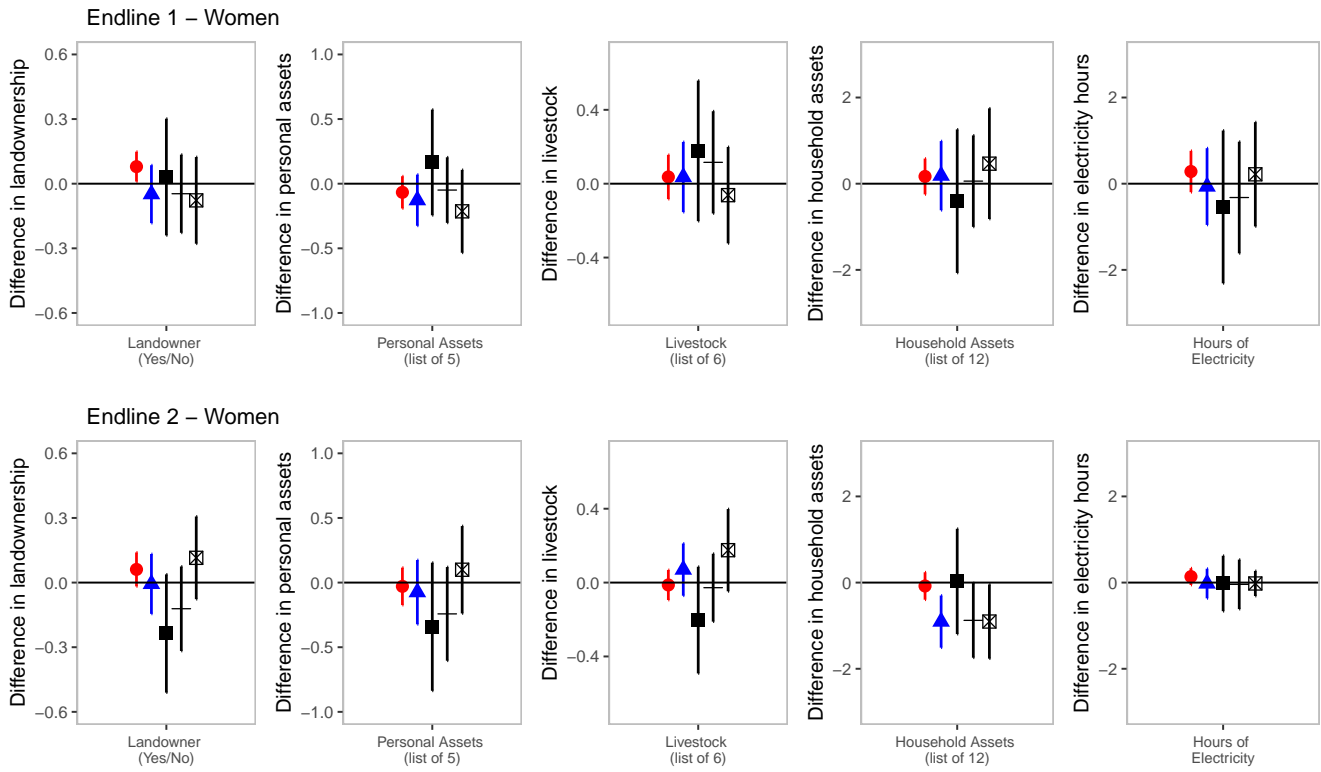 Endline 1 – Women
Difference in landownership
0.6
0.3
0.0
−0.3
−0.6
Landowner
(Yes/No)
Difference in personal assets
1.0
0.5
0.0
−0.5
−1.0
Personal Assets
(list of 5)
Difference in livestock
0.4
0.0
−0.4
Livestock
(list of 6)
Difference in household assets
2
0
−2
Household Assets
(list of 12)
Difference in electricity hours
2
0
−2
Hours of
Electricity
Endline 2 – Women
Difference in landownership
0.6
0.3
0.0
−0.3
−0.6
Landowner
(Yes/No)
Difference in personal assets
1.0
0.5
0.0
−0.5
−1.0
Personal Assets
(list of 5)
Difference in livestock
0.4
0.0
−0.4
Livestock
(list of 6)
Difference in household assets
2
0
−2
Household Assets
(list of 12)
Difference in electricity hours
2
0
−2
Hours of
Electricity